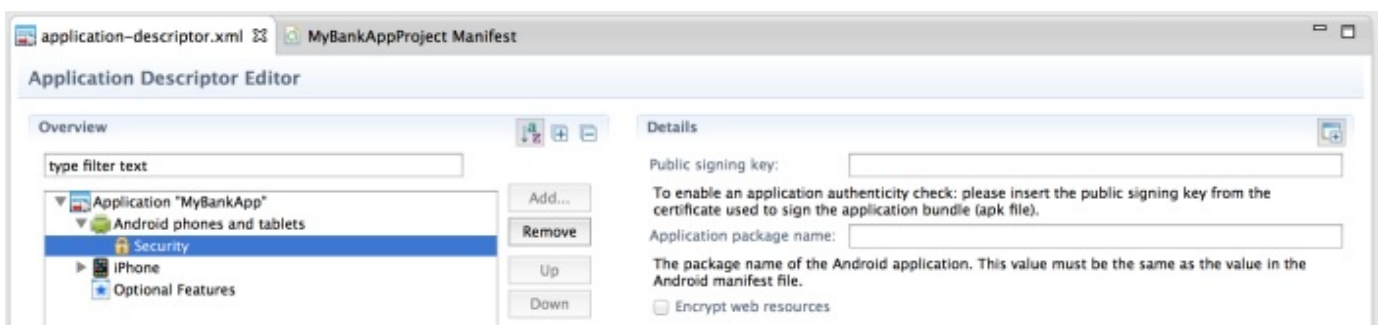 application-descriptor.xml MyBankAppProject Manifest
Application Descriptor Editor
Overview
type filter text
Application "MyBankApp"
Android phones and tablets
Security
iPhone
Optional Features
Add...
Remove
Up
Down
Details
Public signing key:
To enable an application authenticity check: please insert the public signing key from the
certificate used to sign the application bundle (apk file).
Application package name:
The package name of the Android application. This value must be the same as the value in the
Android manifest file.
Encrypt web resources